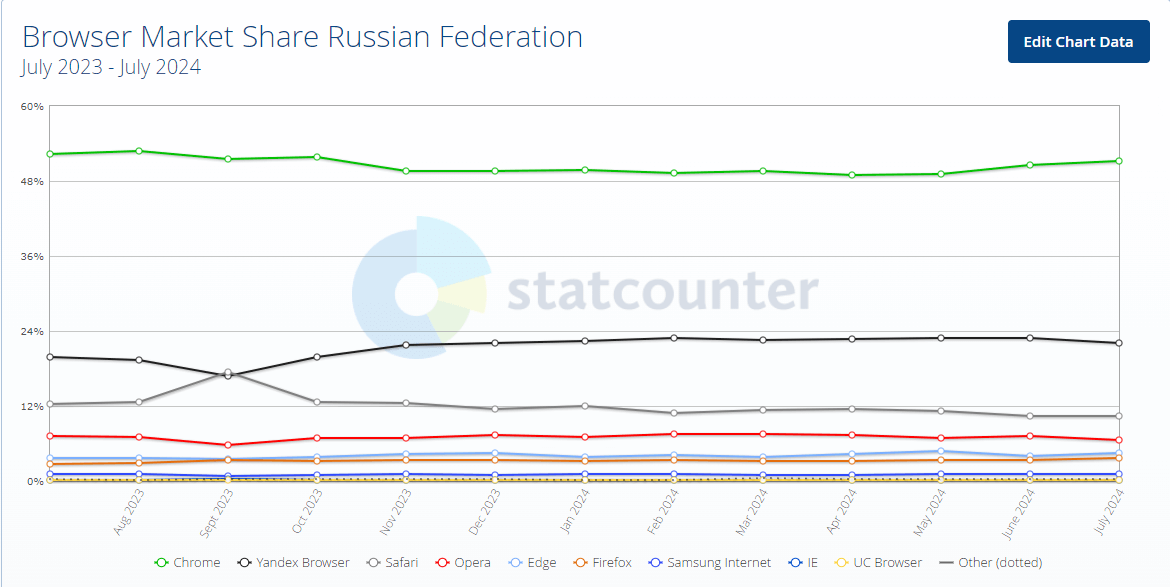 Browser Market Share Russian Federation
July 2023 - July 2024
Edit Chart Data
60%
48%
36%
24%
12%
0%
statcounter
Aug 2023
Sept 2023
Oct 2023
Nov 2023
Dec 2023
Jan 2024
Feb 2024
Mar 2024
Apr 2024
May 2024
June 2024
July 2024
Chrome Yandex Browser Safari Opera Edge Firefox Samsung Internet IE UC Browser Other (dotted)